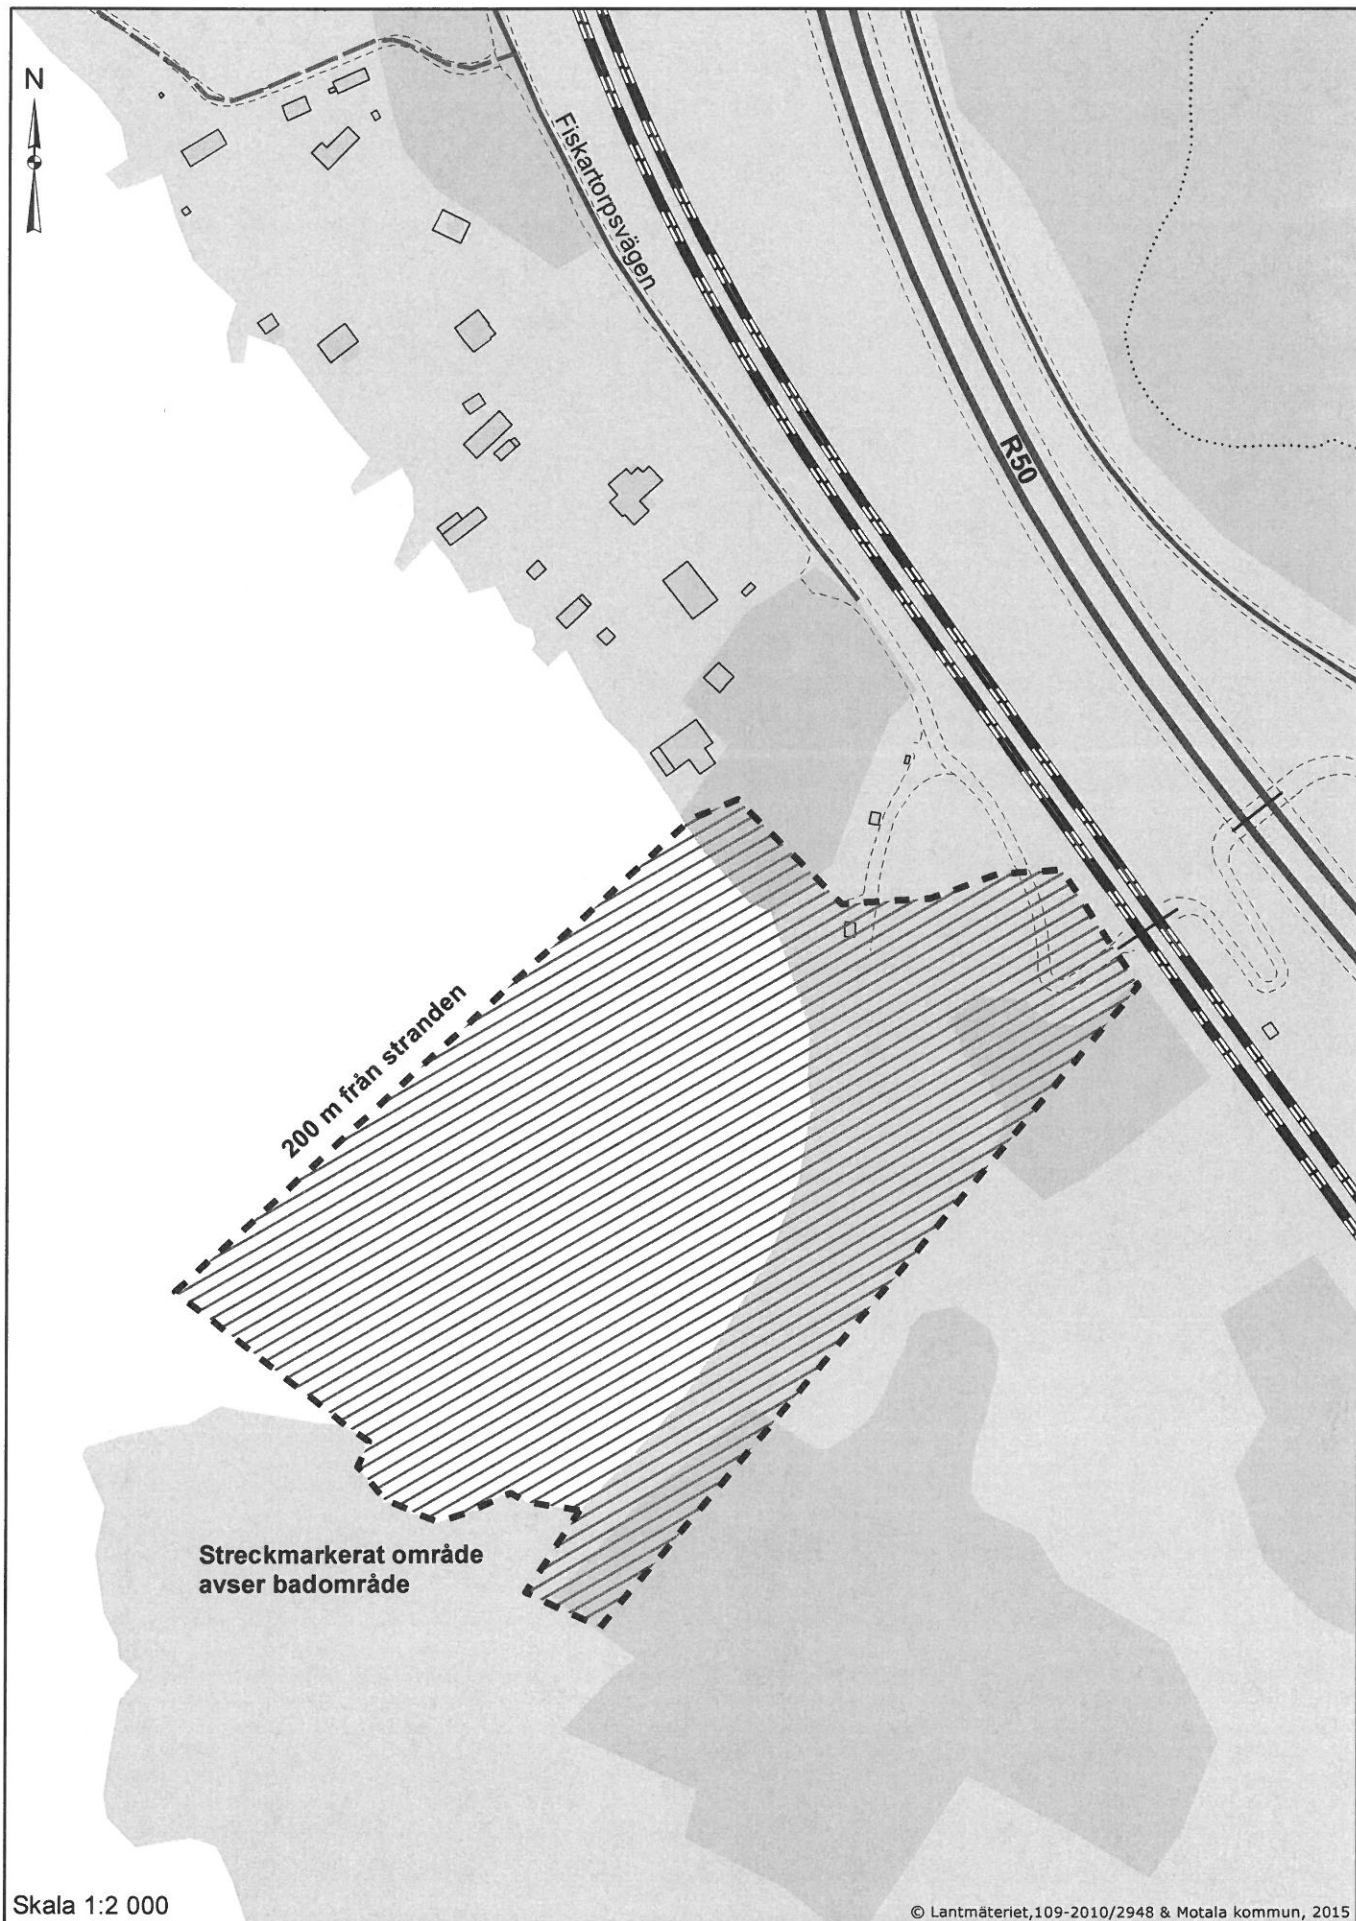 N
Fiskartorpsvägen
R50
200 m från stranden
Streckmarkerat område
avser badområde
Skala 1:2 000
© Lantmäteriet,109-2010/2948 & Motala kommun, 2015